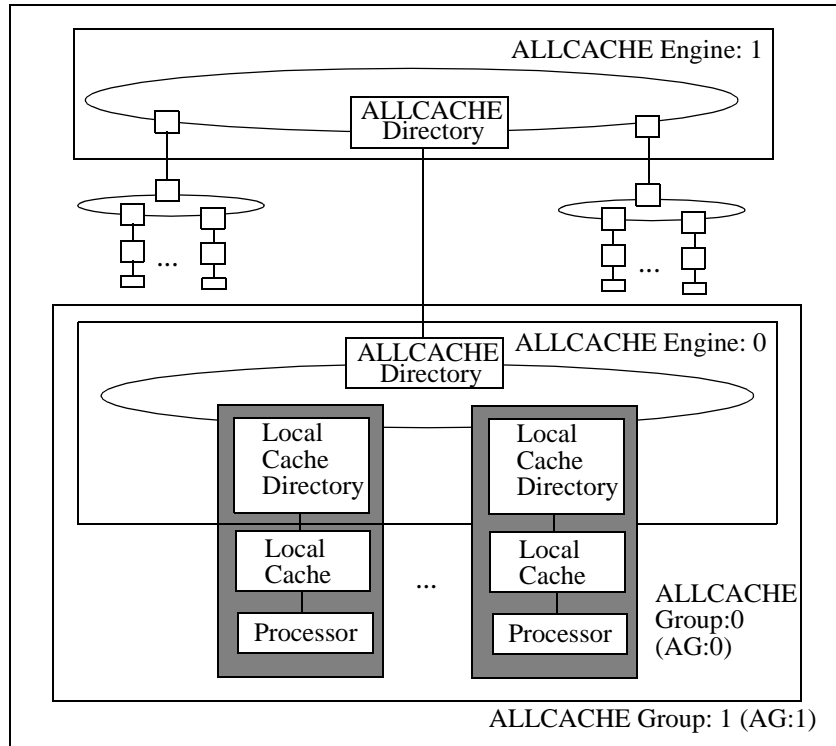 ALLCACHE Engine: 1
ALLCACHE
Directory
...
...
ALLCACHE Engine: 0
ALLCACHE
Directory
Local
Cache
Directory
Local
Cache
Directory
Local
Cache
Local
Cache
...
Processor
Processor
ALLCACHE
Group:0
(AG:0)
ALLCACHE Group: 1 (AG:1)